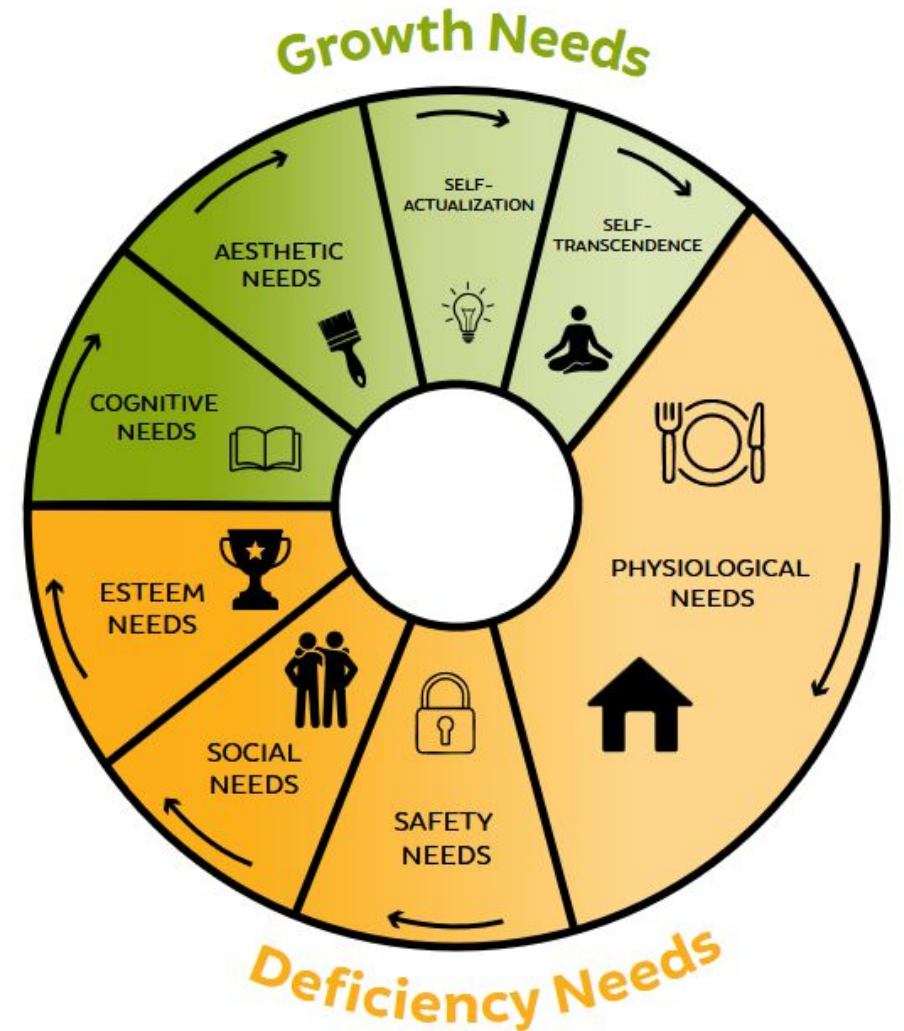 Growth Needs
SELF-
ACTUALIZATION
SELF-
TRANSCENDENCE
AESTHETIC
NEEDS
COGNITIVE
NEEDS
PHYSIOLOGICAL
NEEDS
ESTEEM
NEEDS
SOCIAL
NEEDS
SAFETY
NEEDS
Deficiency Needs